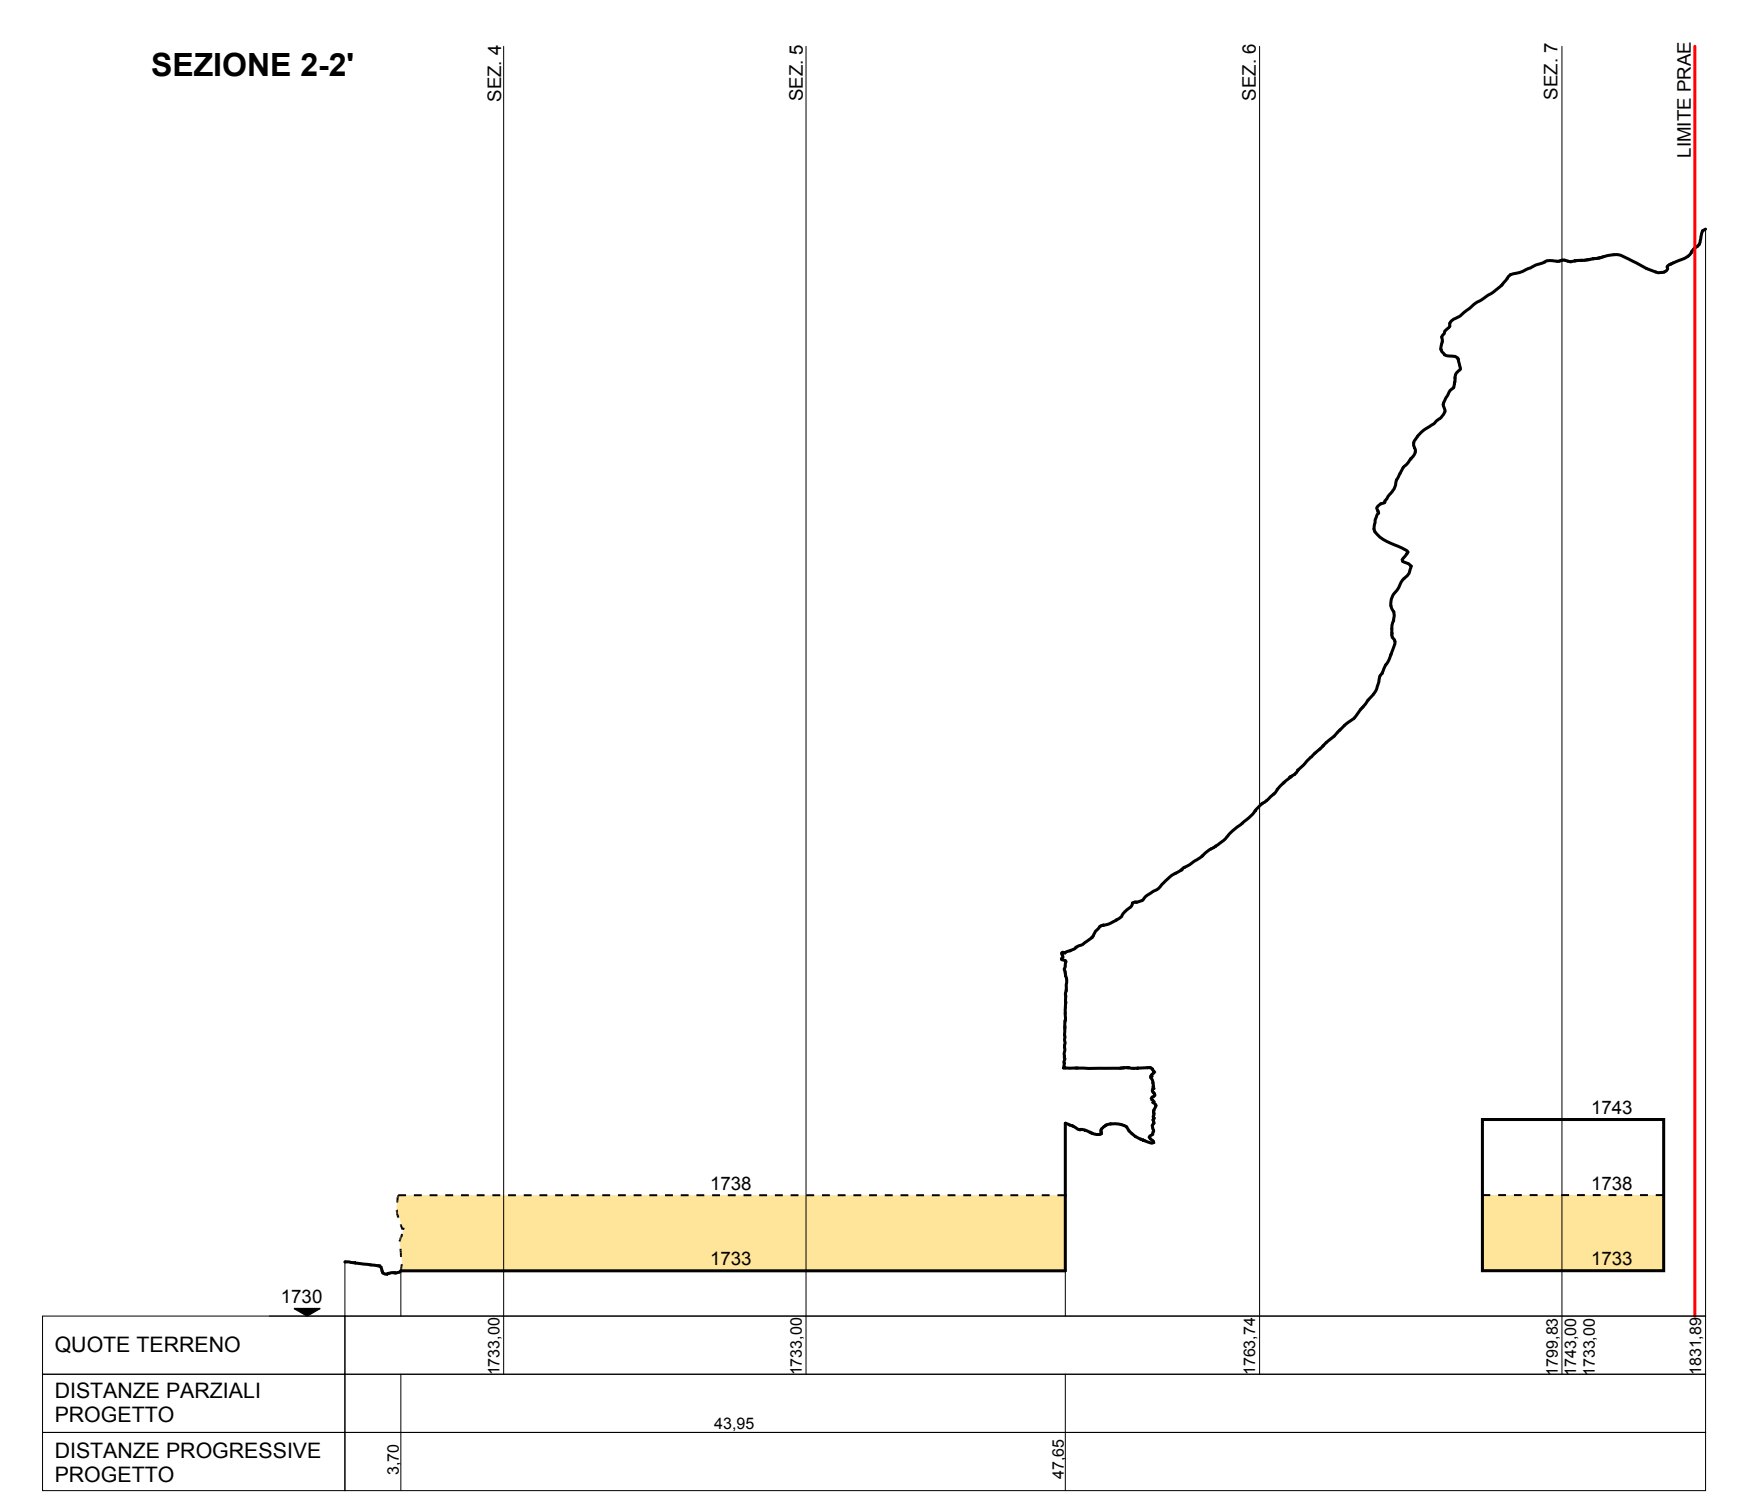 SEZIONE 2-2'
SEZ. 4
SEZ. 5
SEZ. 6
SEZ. 7
LIMITE PRAE
1743
1738
1738
1733
1733
1730
QUOTE TERRENO
1733,00
1733,00
1763,74
1799,83
1743,00
1733,00
1831,89
DISTANZE PARZIALI
PROGETTO
43,95
DISTANZE PROGRESSIVE
PROGETTO
3,70
47,65